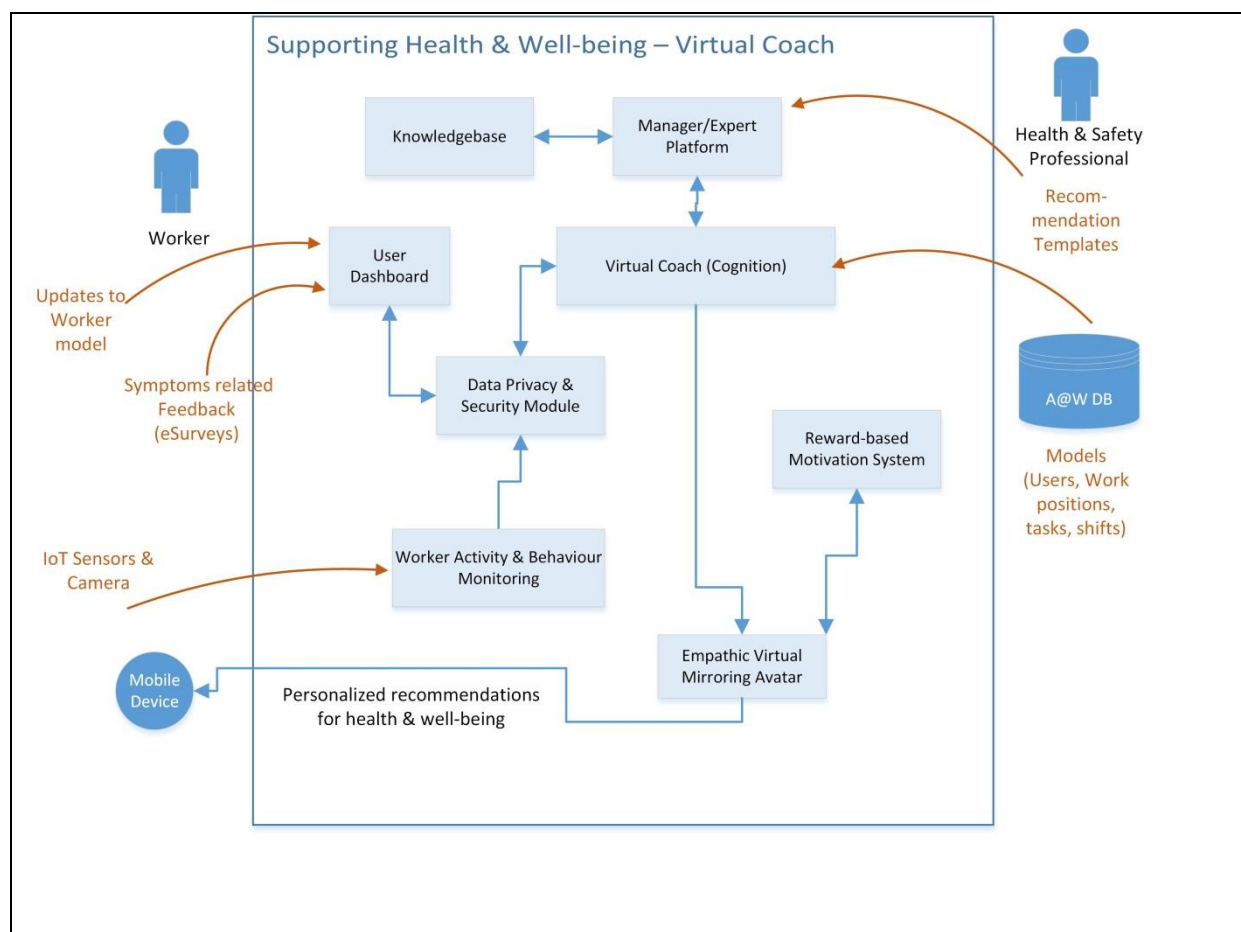 Supporting Health & Well-being – Virtual Coach
Knowledgebase
Manager/Expert
Platform
Health & Safety
Professional
Worker
Recom-
mendation
Templates
User
Dashboard
Virtual Coach (Cognition)
Updates to
Worker
model
Symptoms related
Feedback
(eSurveys)
Data Privacy &
Security Module
A@W DB
Reward-based
Motivation System
Models
(Users, Work
positions,
tasks, shifts)
IoT Sensors &
Camera
Worker Activity & Behaviour
Monitoring
Empathic Virtual
Mirroring Avatar
Mobile
Device
Personalized recommendations
for health & well-being